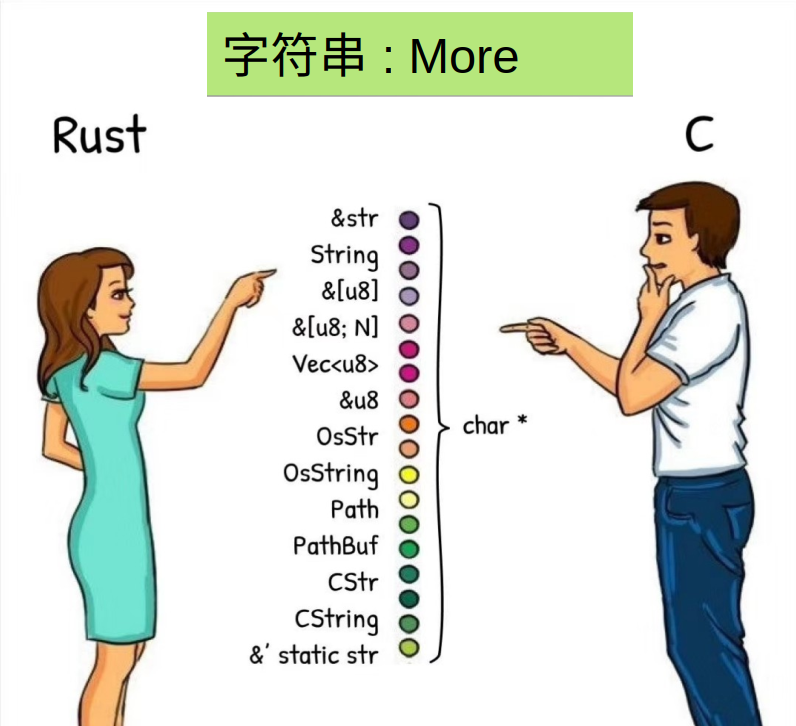 字符串 : More
Rust
C
&str
String
&[u8]
&[u8; N]
Vec<u8>
&u8
OsStr
OsString
Path
PathBuf
CStr
CString
&' static str
char *